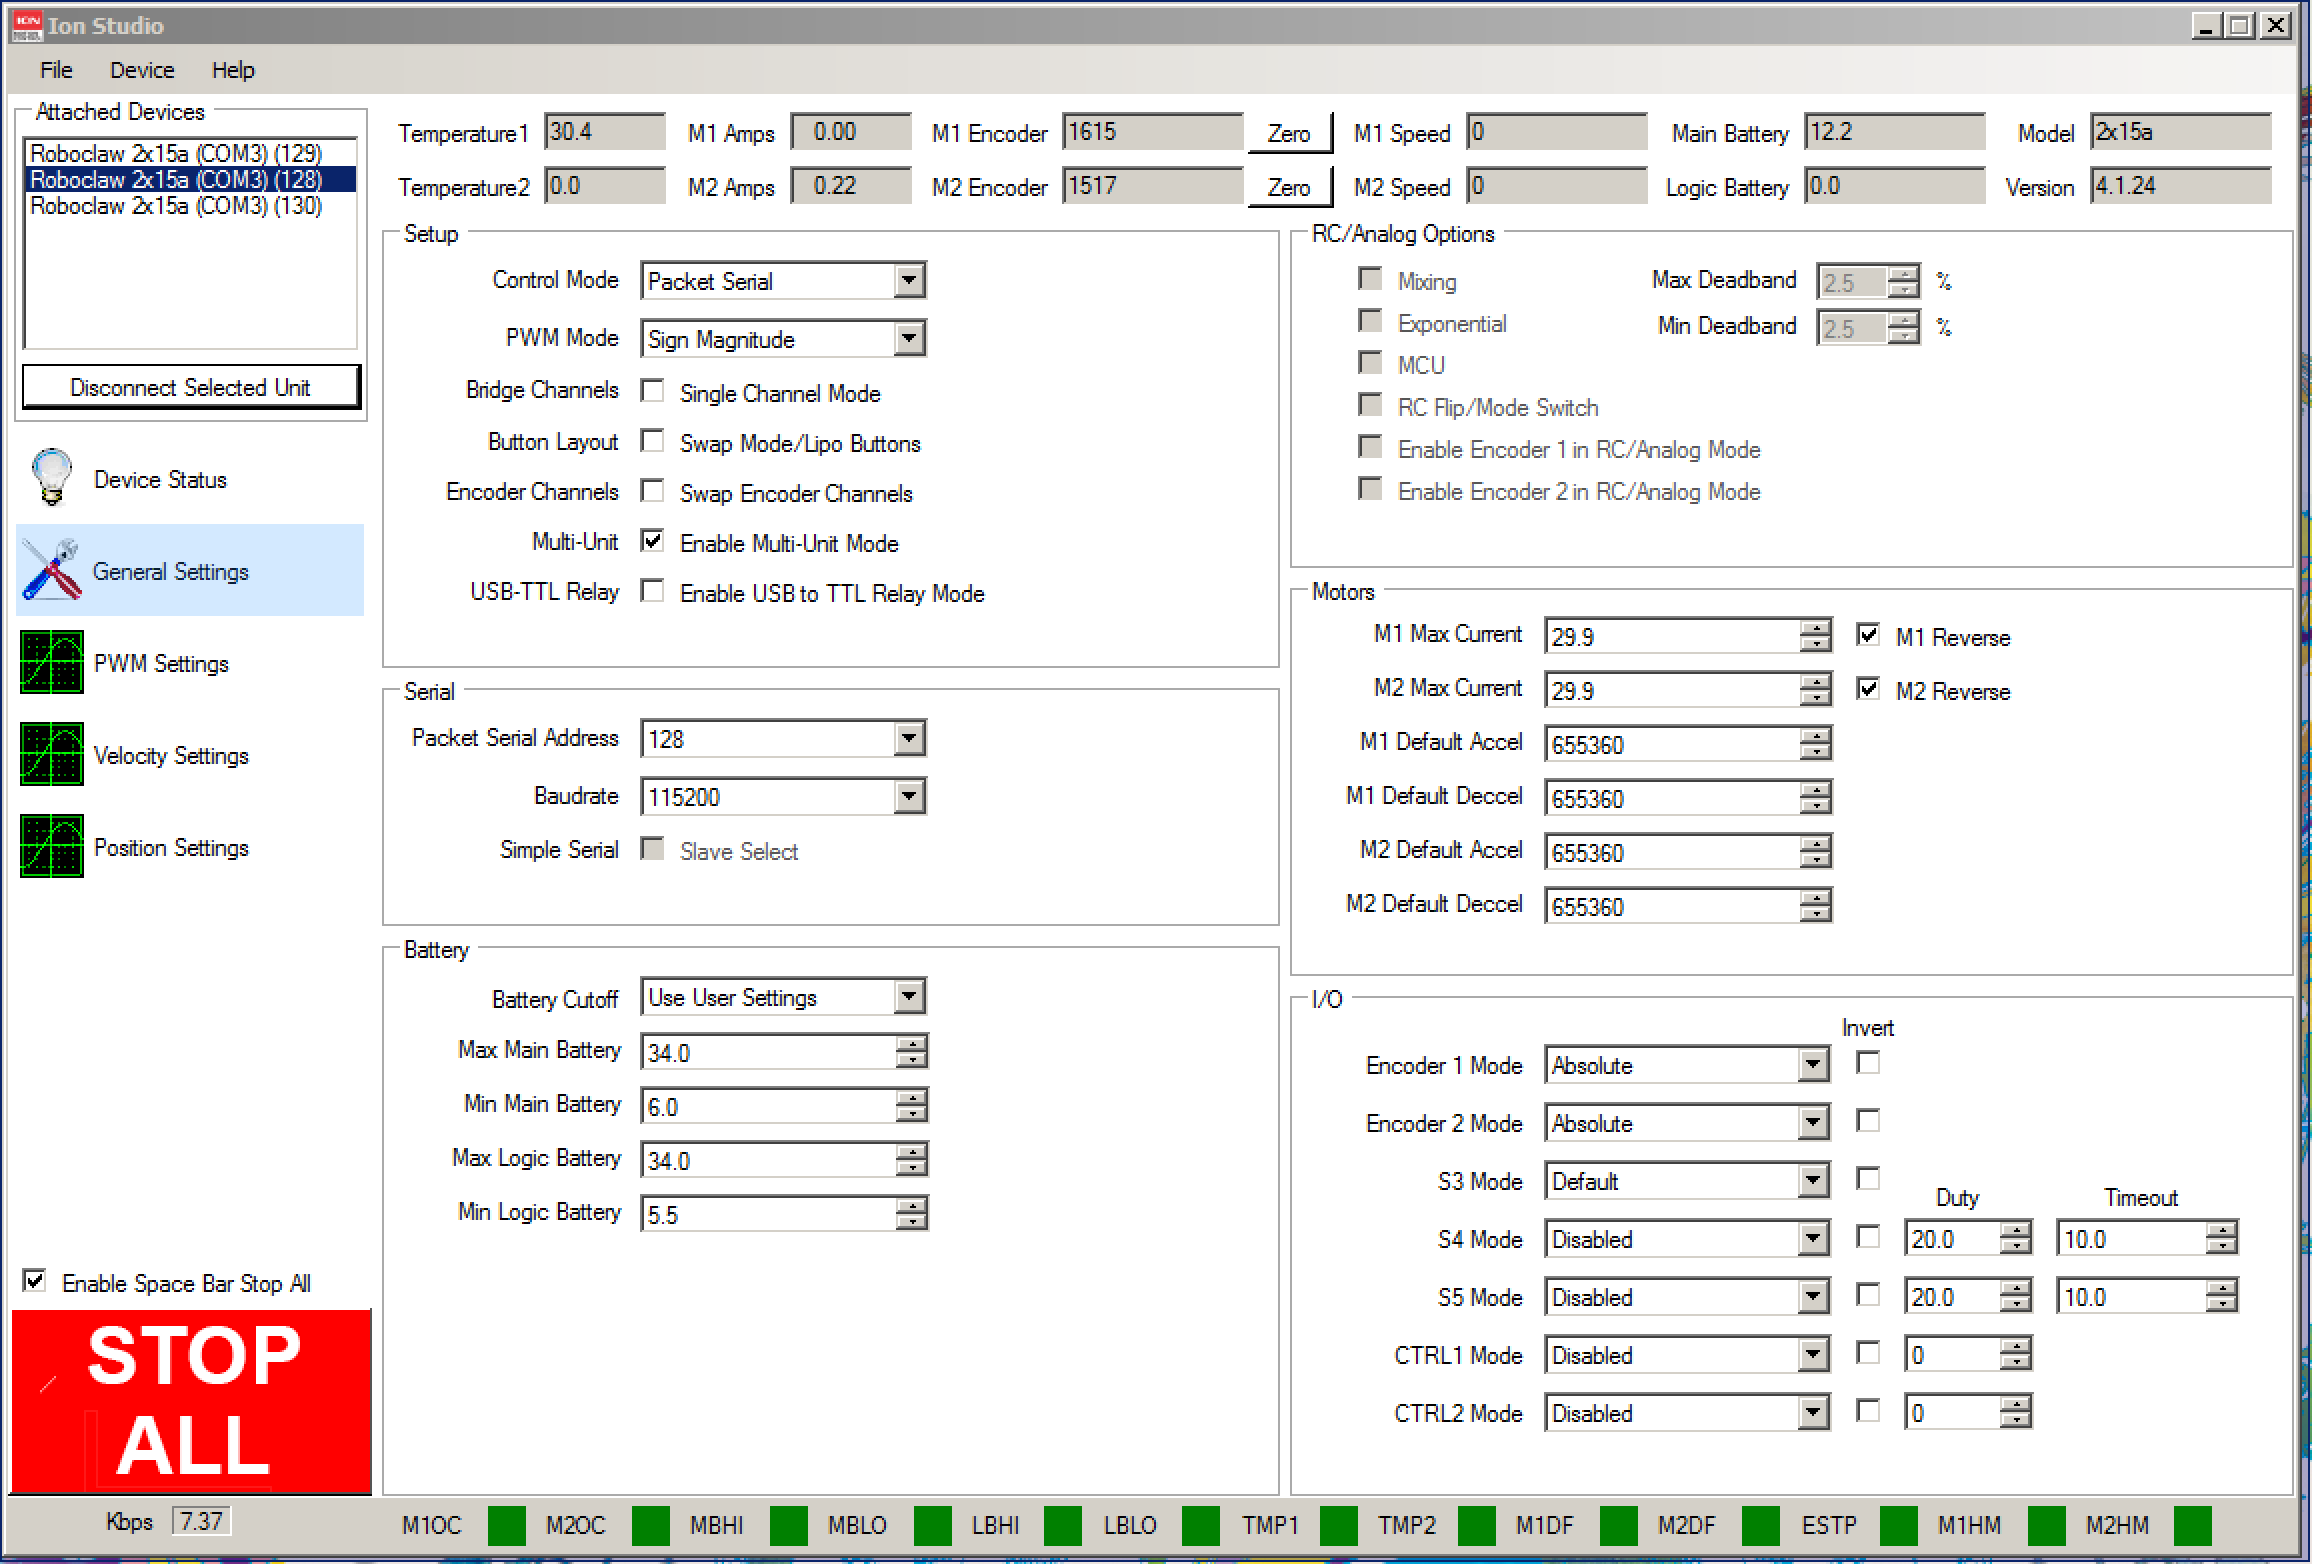 ION
Ion Studio
File Device Help
Attached Devices
Roboclaw 2x15a (COM3) (129)
Roboclaw 2x15a (COM3) (128)
Roboclaw 2x15a (COM3) (130)
Disconnect Selected Unit
Device Status
General Settings
PWM Settings
Velocity Settings
Position Settings
Enable Space Bar Stop All
STOP
ALL
Kbps 7.37
Temperature1 30.4 M1 Amps 0.00 M1 Encoder 1615 Zero M1 Speed 0 Main Battery 12.2 Model 2x15a
Temperature2 0.0 M2 Amps 0.22 M2 Encoder 1517 Zero M2 Speed 0 Logic Battery 0.0 Version 4.1.24
Setup
Control Mode Packet Serial
PWM Mode Sign Magnitude
Bridge Channels Single Channel Mode
Button Layout Swap Mode/Lipo Buttons
Encoder Channels Swap Encoder Channels
Multi-Unit Enable Multi-Unit Mode
USB-TTL Relay Enable USB to TTL Relay Mode
Serial
Packet Serial Address 128
Baudrate 115200
Simple Serial Slave Select
Battery
Battery Cutoff Use User Settings
Max Main Battery 34.0
Min Main Battery 6.0
Max Logic Battery 34.0
Min Logic Battery 5.5
RC/Analog Options
Mixing Max Deadband 2.5 %
Exponential Min Deadband 2.5 %
MCU
RC Flip/Mode Switch
Enable Encoder 1 in RC/Analog Mode
Enable Encoder 2 in RC/Analog Mode
Motors
M1 Max Current 29.9 M1 Reverse
M2 Max Current 29.9 M2 Reverse
M1 Default Accel 655360
M1 Default Deccel 655360
M2 Default Accel 655360
M2 Default Deccel 655360
I/O
Invert
Encoder 1 Mode Absolute
Encoder 2 Mode Absolute
S3 Mode Default
Duty Timeout
S4 Mode Disabled 20.0 10.0
S5 Mode Disabled 20.0 10.0
CTRL1 Mode Disabled 0
CTRL2 Mode Disabled 0
M1OC M2OC MBHI MBLO LBHI LBLO TMP1 TMP2 M1DF M2DF ESTP M1HM M2HM